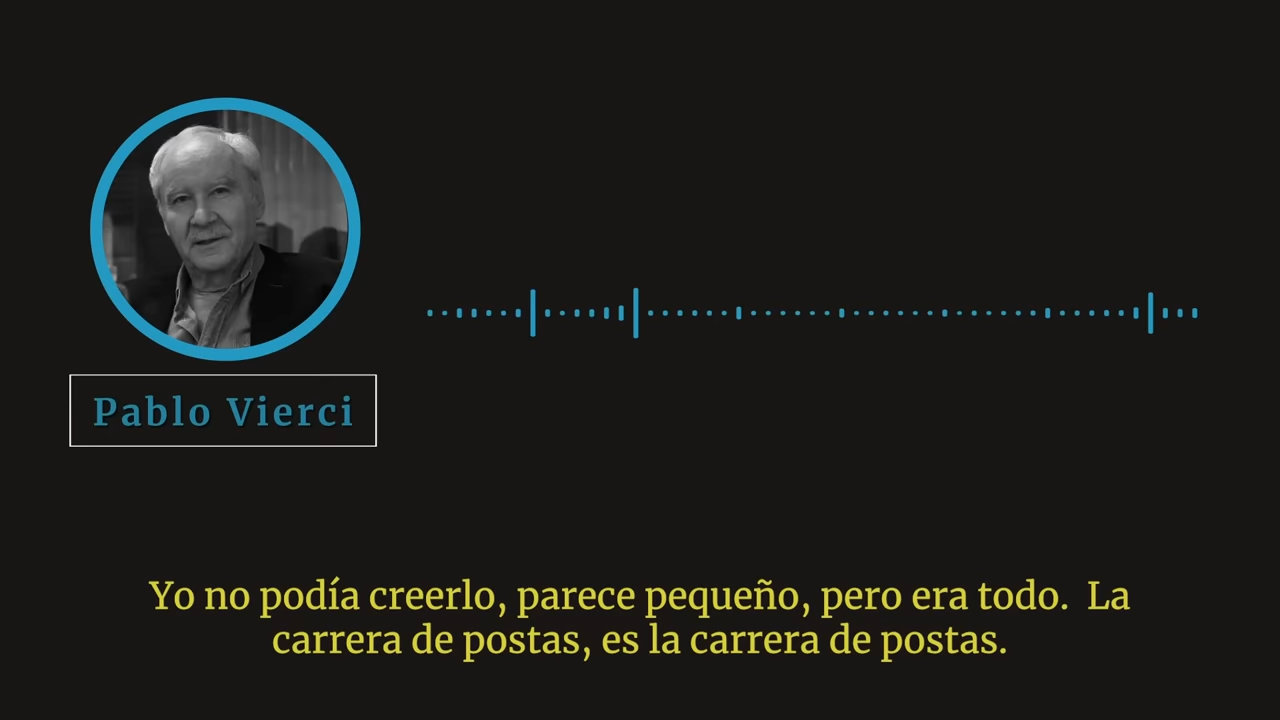 Pablo Vierci
Yo no podía creerlo, parece pequeño, pero era todo.  La
carrera de postas, es la carrera de postas.